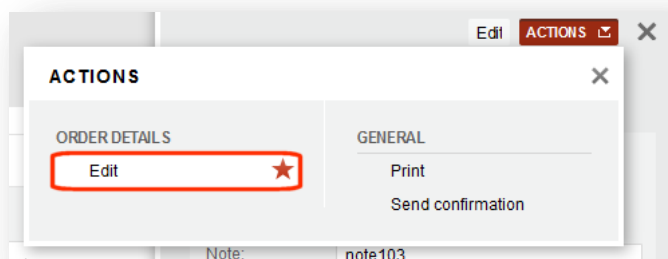 Edit ACTIONS
ACTIONS
ORDER DETAILS GENERAL
Edit Print
Send confirmation
Note: note103